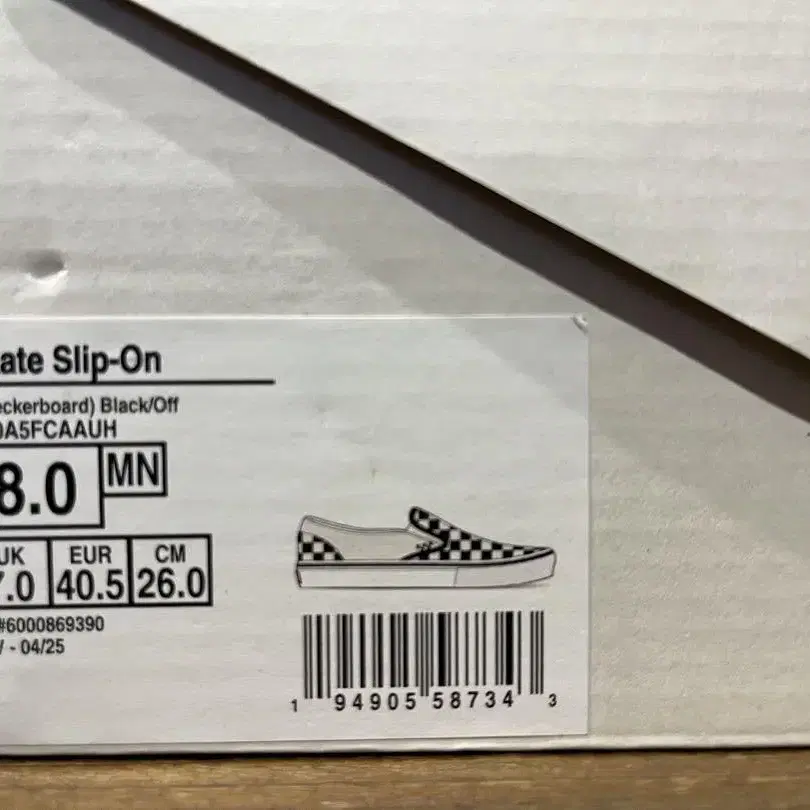 ate Slip-On
eckerboard) Black/Off
0A5FCAAUH
8.0 MN
UK EUR CM
7.0 40.5 26.0
#6000869390
/ - 04/25
1 94905 58734 3